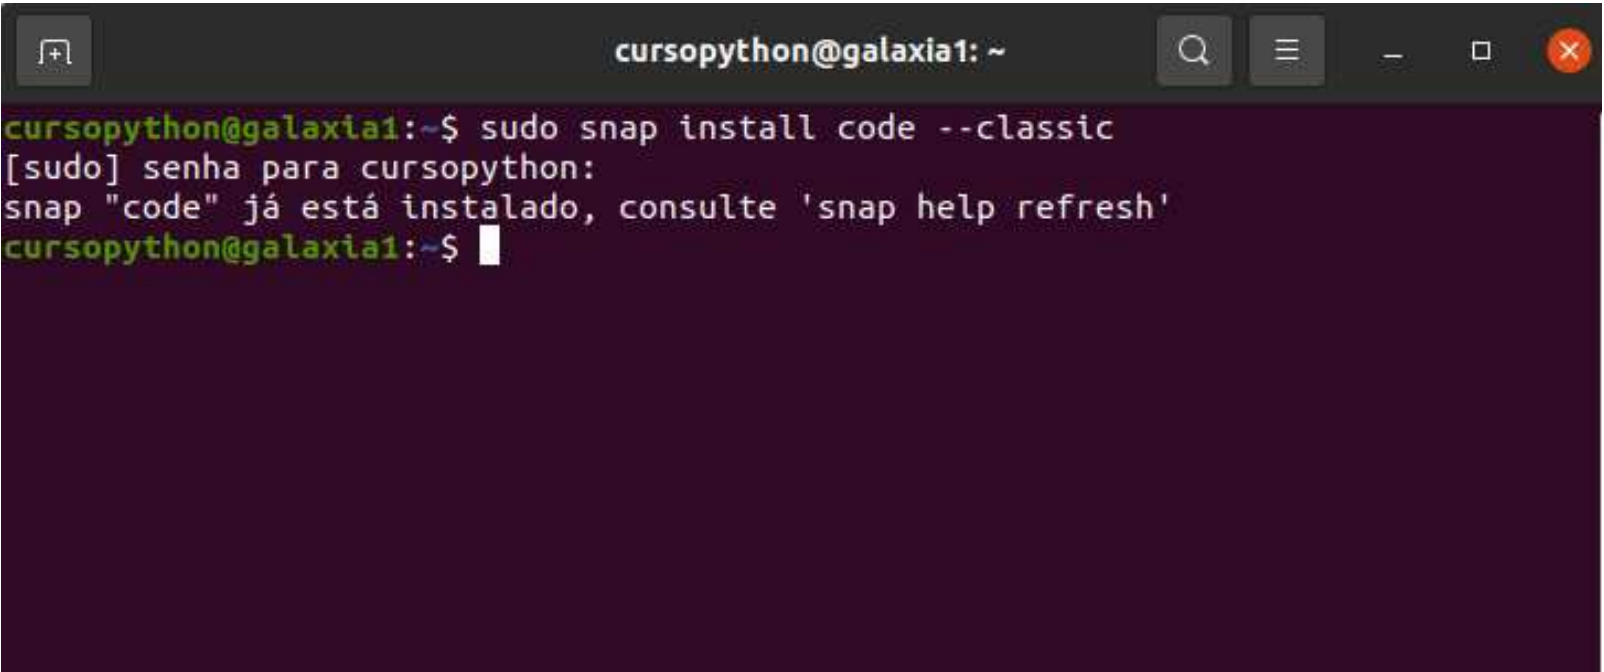 cursopython@galaxia1: ~
cursopython@galaxia1:~$ sudo snap install code --classic
[sudo] senha para cursopython:
snap "code" já está instalado, consulte 'snap help refresh'
cursopython@galaxia1:~$